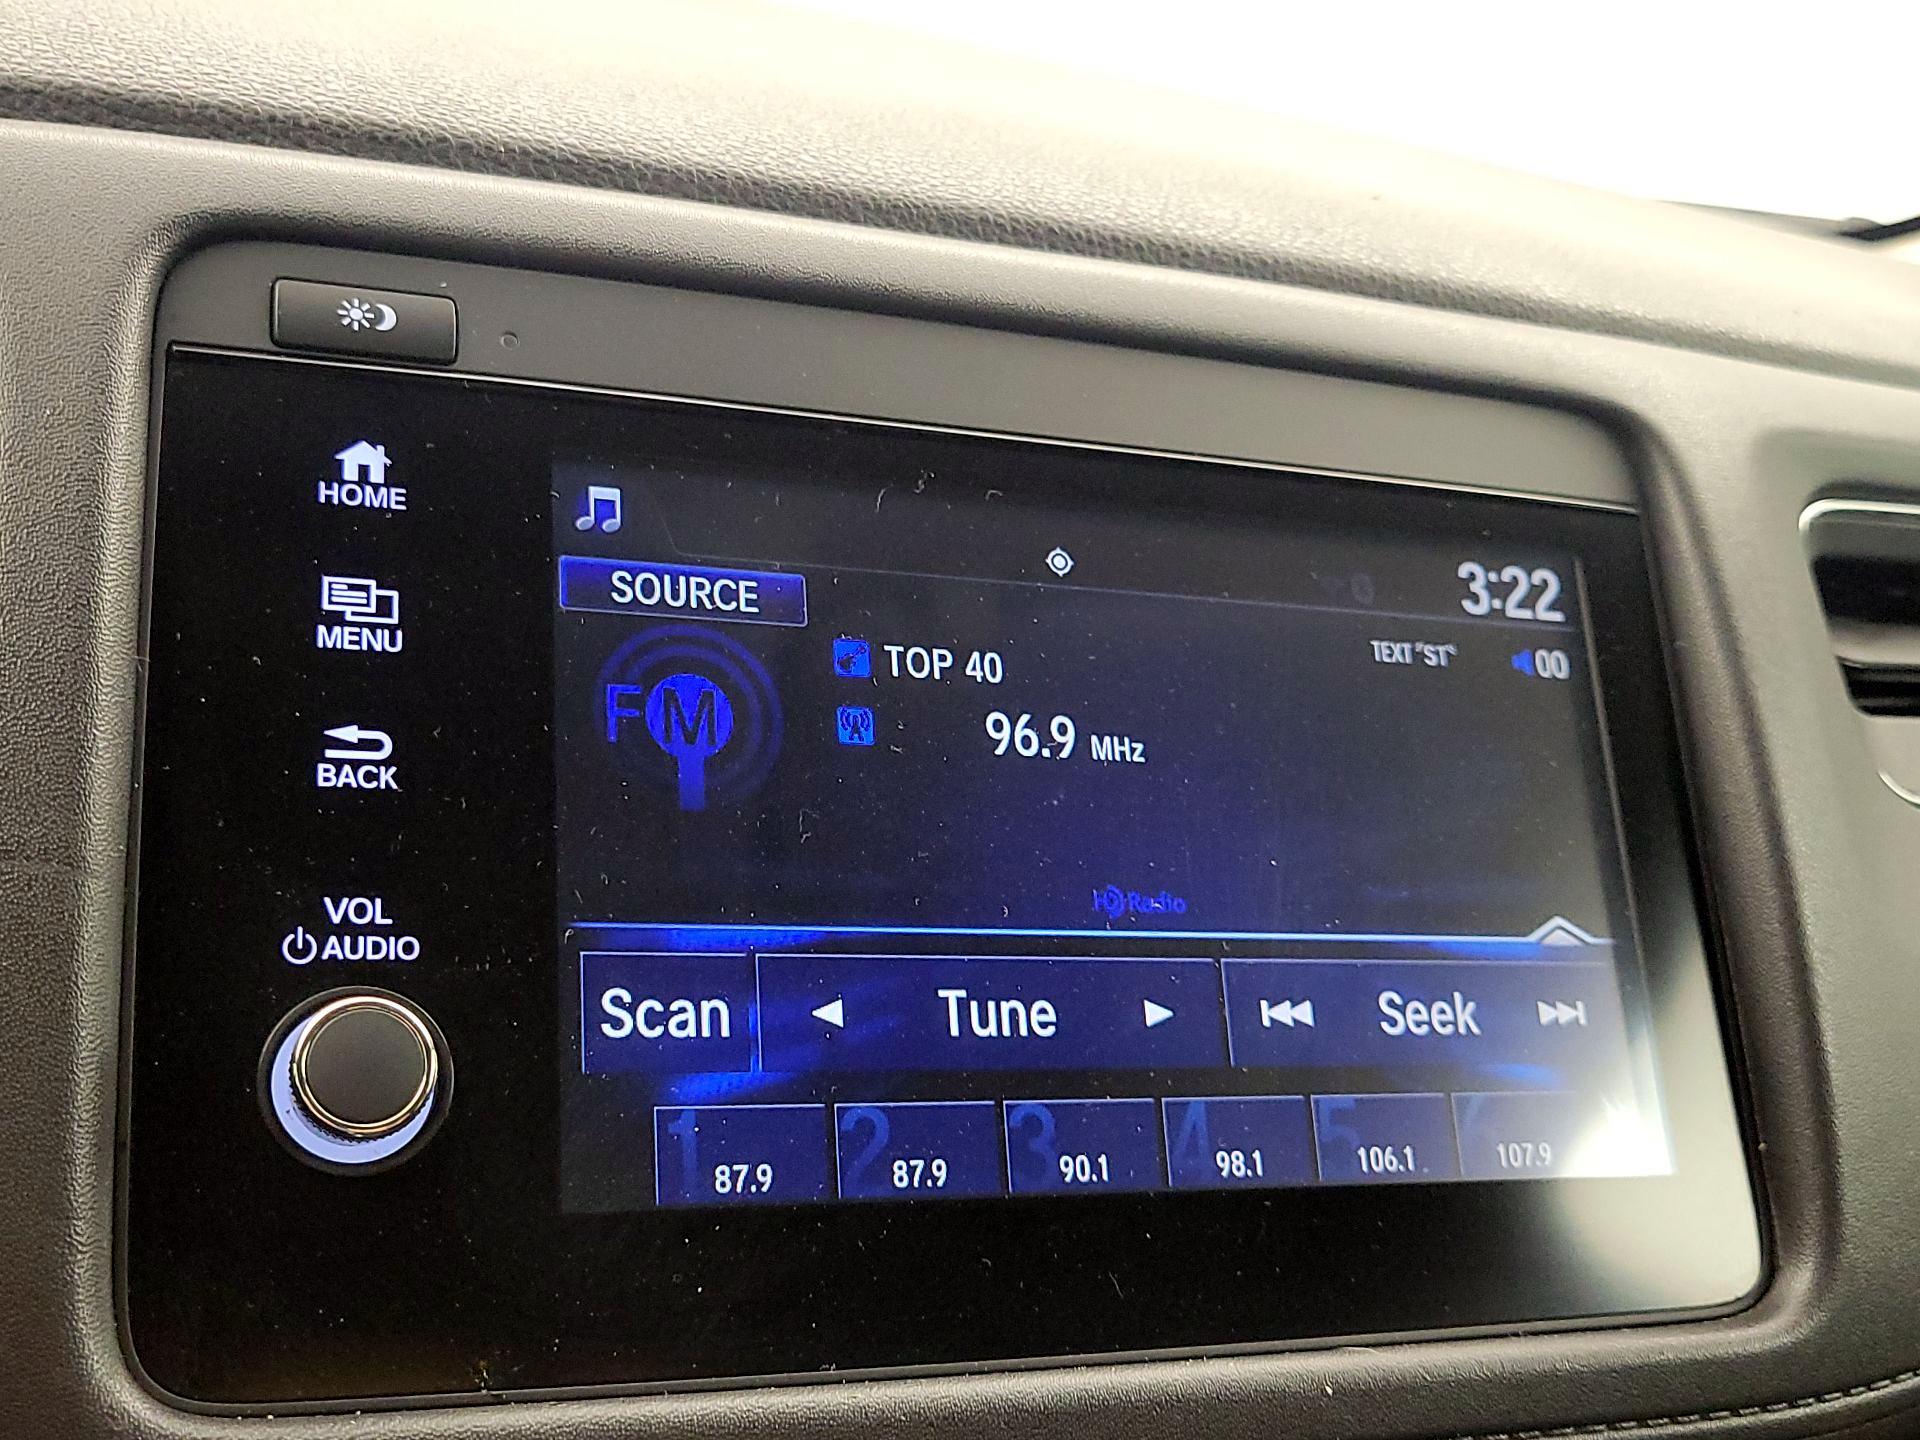 HOME
MENU
BACK
VOL
AUDIO
3:22
SOURCE
FM
TOP 40
TEXT "ST"
00
96.9 MHz
HD Radio
Scan
Tune
Seek
1 87.9
2 87.9
3 90.1
4 98.1
5 106.1
107.9